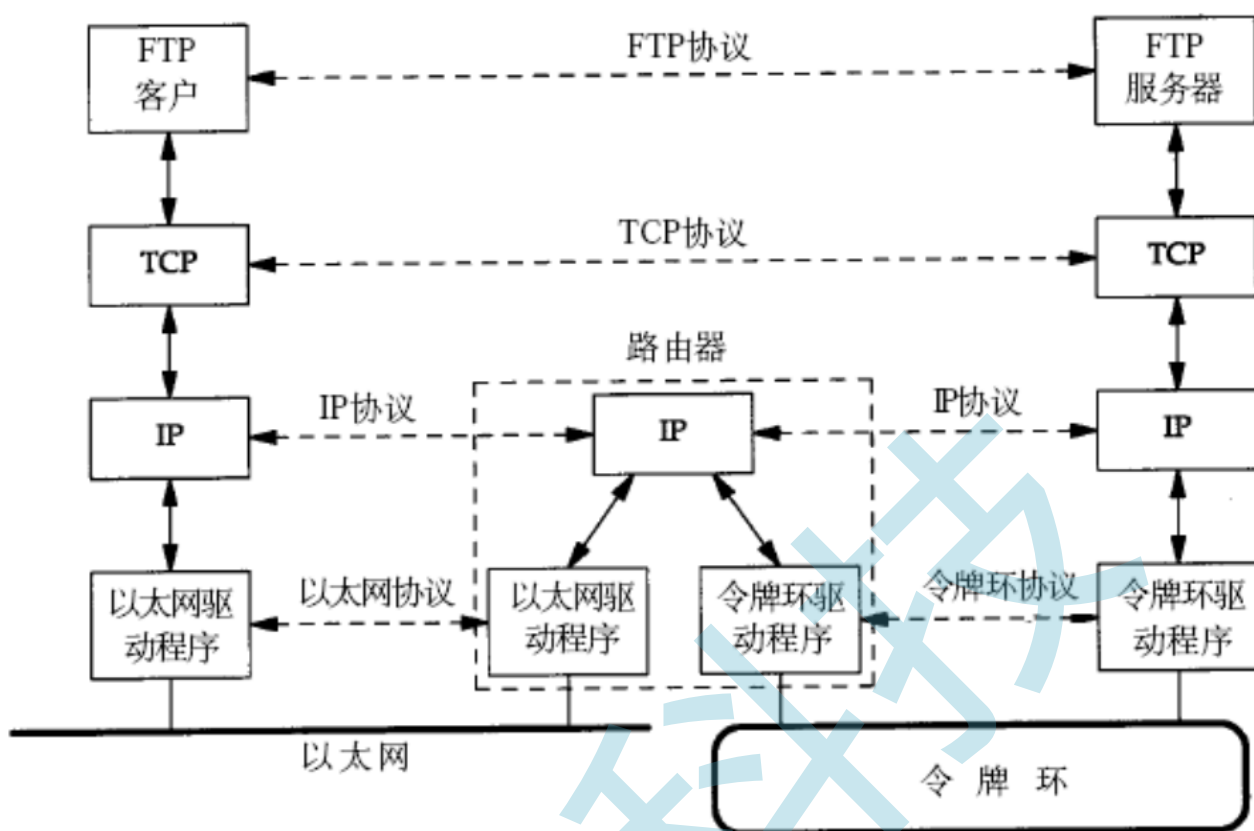 FTP
客户
FTP协议
FTP
服务器
TCP
TCP协议
TCP
路由器
IP
IP协议
IP
IP协议
IP
以太网驱
动程序
以太网协议
以太网驱
动程序
令牌环驱
动程序
令牌环协议
令牌环驱
动程序
以太网
令牌环
科技